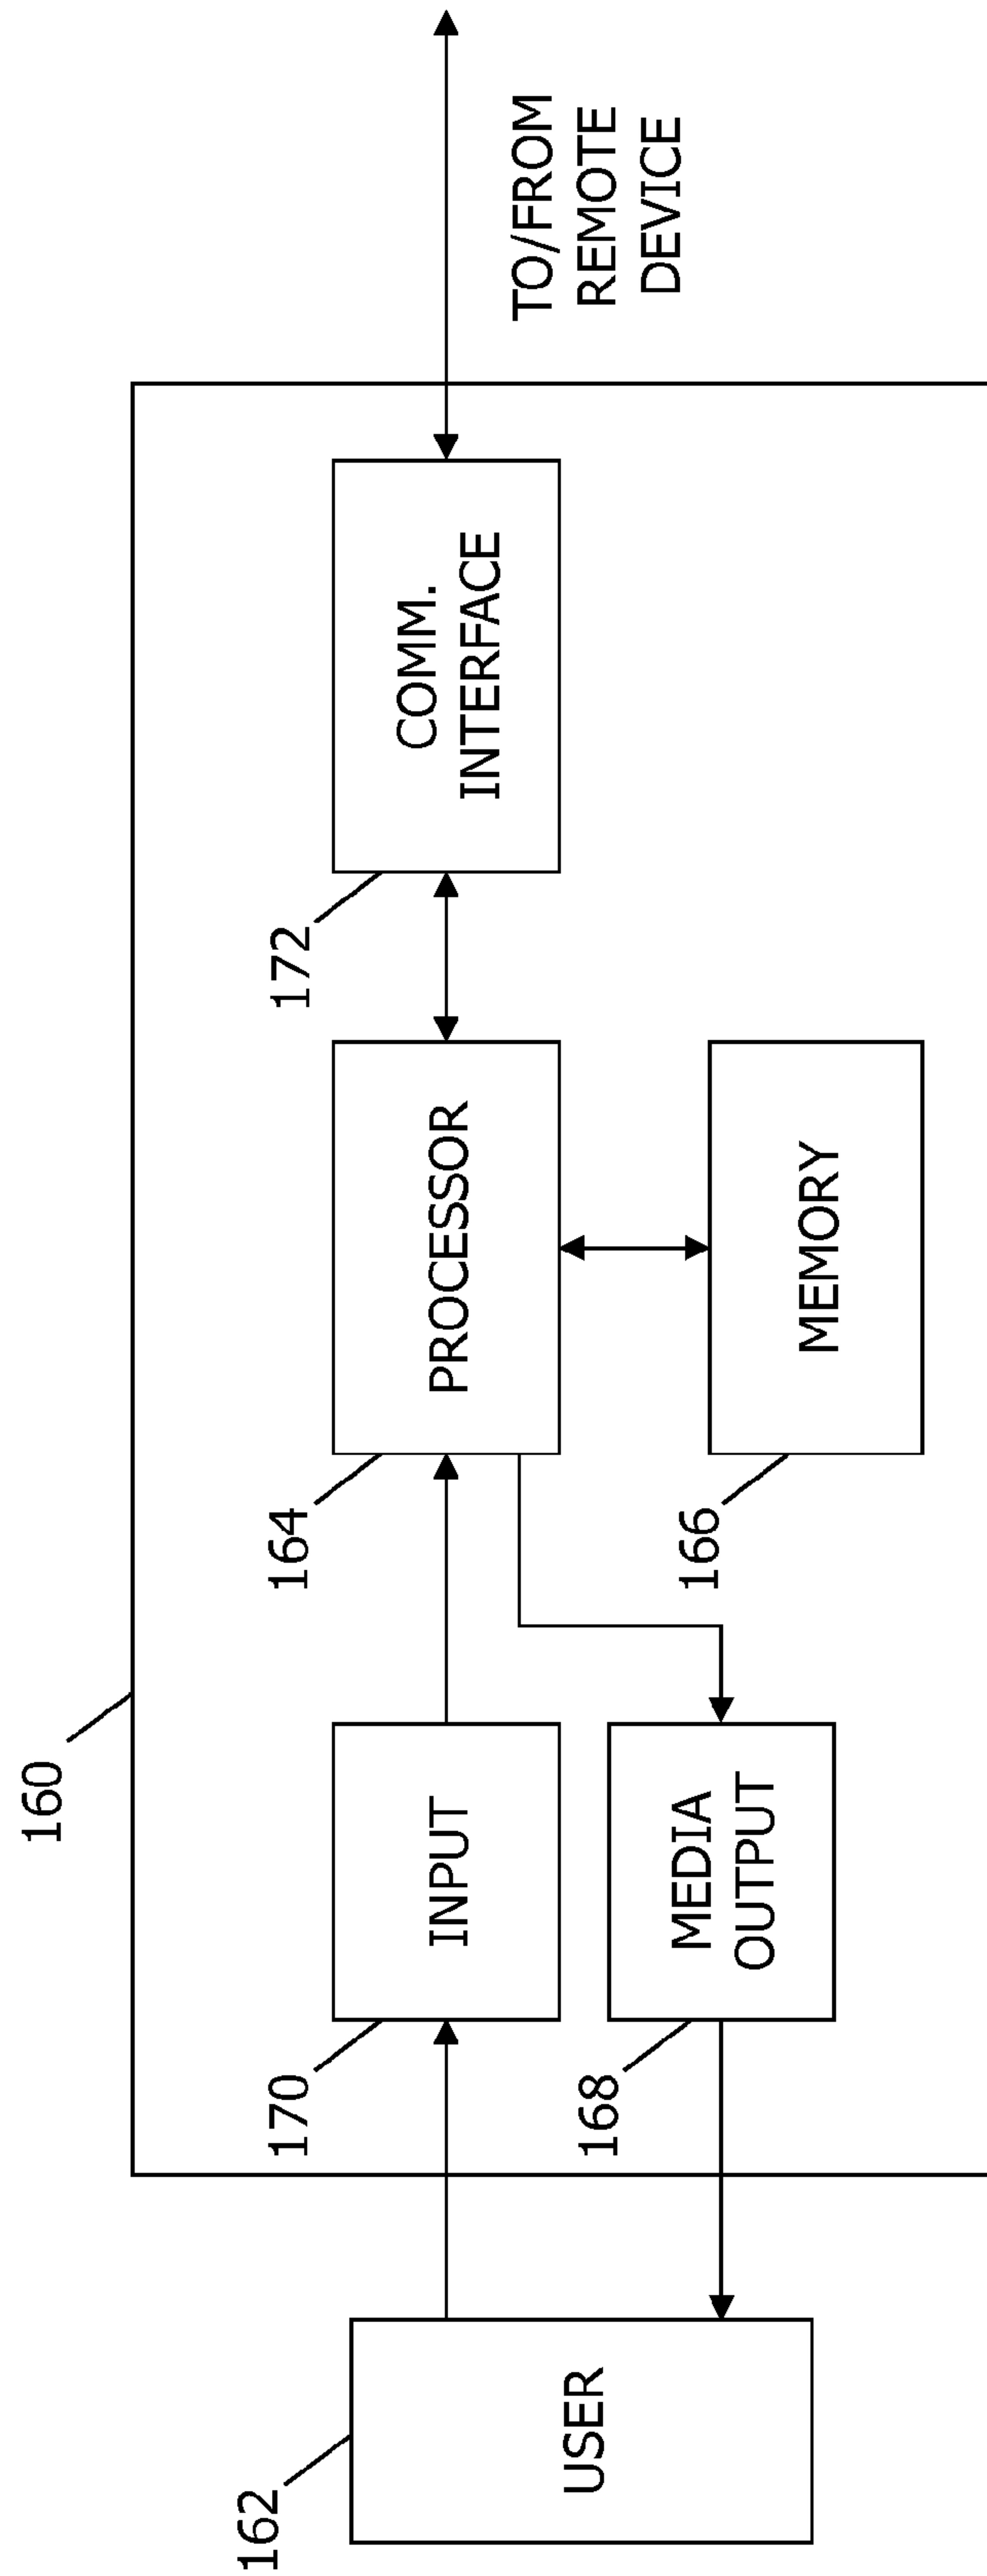 160
162
USER
170
INPUT
168
MEDIA
OUTPUT
164
PROCESSOR
166
MEMORY
172
COMM.
INTERFACE
TO/FROM
REMOTE
DEVICE